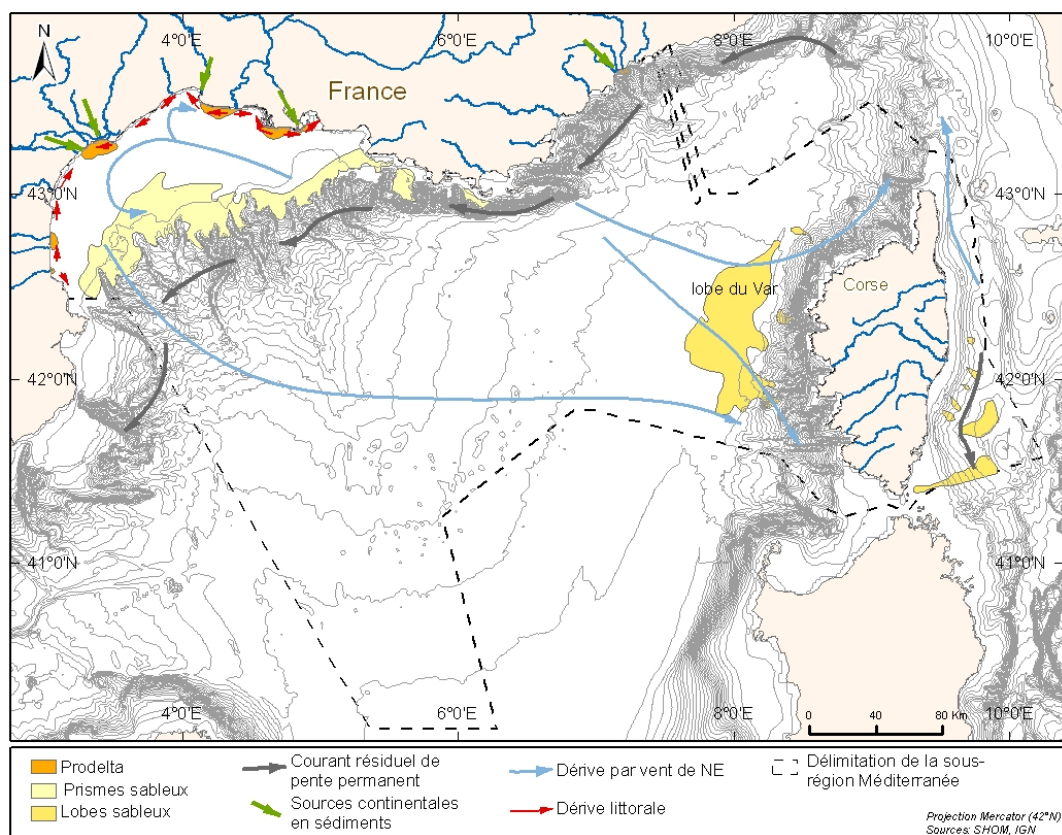 4°0'E 6°0'E 8°0'E 10°0'E
N
France
43°0'N 43°0'N
lobe du Var
Corse
42°0'N 42°0'N
41°0'N 41°0'N
4°0'E 6°0'E 8°0'E 10°0'E
0 40 80 Km
Prodelta
Prismes sableux
Lobes sableux
Courant résiduel de
pente permanent
Sources continentales
en sédiments
Dérive par vent de NE
Dérive littorale
Délimitation de la sous-
région Méditerranée
Projection Mercator (42°N)
Sources: SHOM, IGN